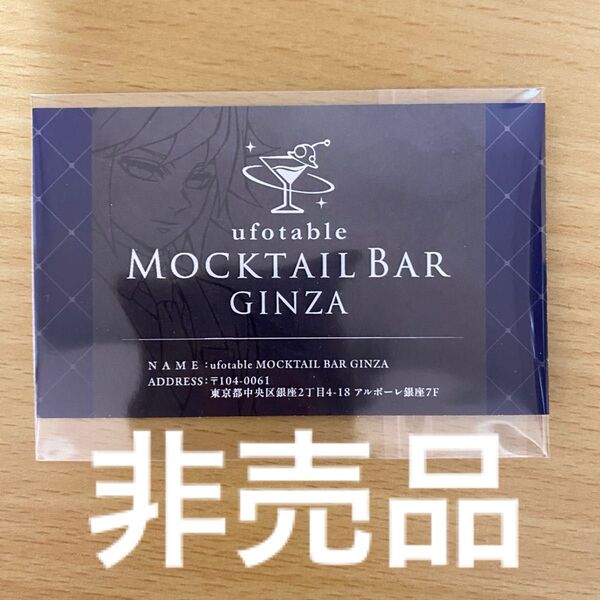 ufotable
MOCKTAIL BAR
GINZA
NAME:ufotable MOCKTAIL BAR GINZA
ADDRESS:〒104-0061
東京都中央区銀座2丁目4-18 アルボーレ銀座7F
非売品